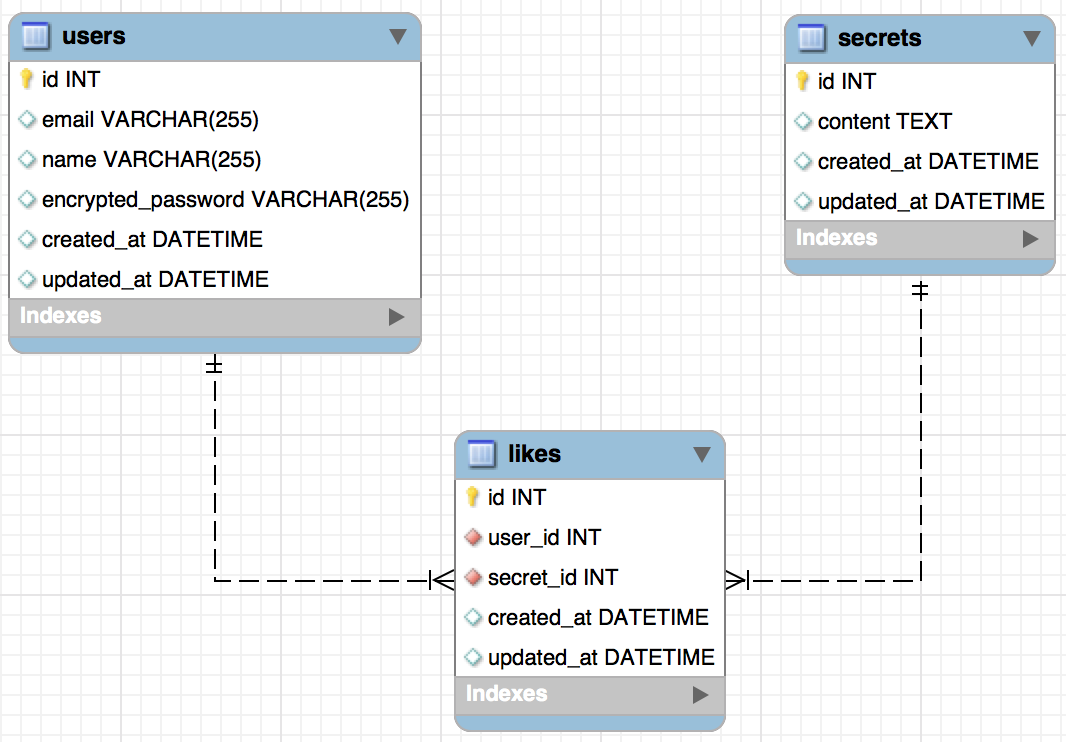 users
id INT
email VARCHAR(255)
name VARCHAR(255)
encrypted_password VARCHAR(255)
created_at DATETIME
updated_at DATETIME
Indexes
secrets
id INT
content TEXT
created_at DATETIME
updated_at DATETIME
Indexes
likes
id INT
user_id INT
secret_id INT
created_at DATETIME
updated_at DATETIME
Indexes